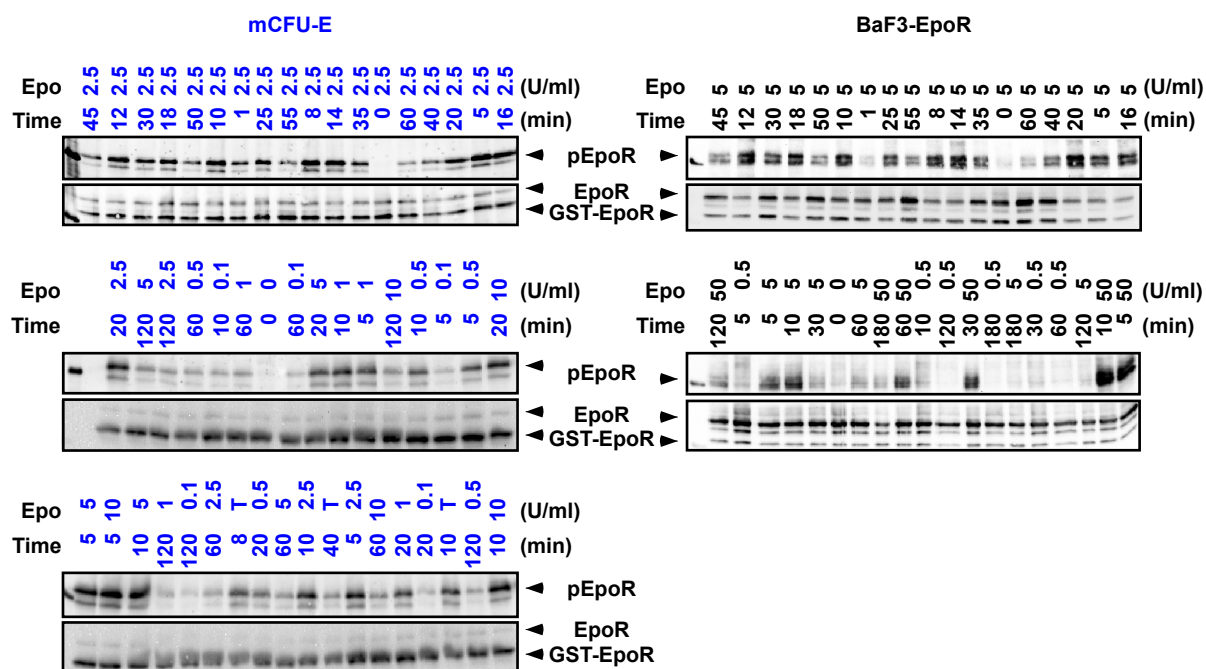 mCFU-E
BaF3-EpoR
Epo 2.5 2.5 2.5 2.5 2.5 2.5 2.5 2.5 2.5 2.5 2.5 2.5 2.5 2.5 2.5 2.5 2.5 2.5 (U/ml)
Time 45 12 30 18 50 10 1 25 55 8 14 35 0 60 40 20 5 16 (min)
pEpoR
EpoR
GST-EpoR
Epo 5 5 5 5 5 5 5 5 5 5 5 5 5 5 5 5 5 5 (U/ml)
Time 45 12 30 18 50 10 1 25 55 8 14 35 0 60 40 20 5 16 (min)
Epo 2.5 5 2.5 0.5 0.1 1 0 0.1 5 1 1 10 0.5 0.1 0.5 10 (U/ml)
Time 20 120 120 60 10 60 0 60 20 10 5 120 10 5 5 20 (min)
pEpoR
EpoR
GST-EpoR
Epo 50 0.5 5 5 5 0 5 50 50 0.5 0.5 50 0.5 5 0.5 0.5 5 50 50 (U/ml)
Time 120 5 5 10 30 0 60 180 60 10 120 30 180 180 30 60 120 10 5 (min)
Epo 5 10 5 1 0.1 2.5 T 0.5 5 2.5 T 2.5 10 1 0.1 T 0.5 10 (U/ml)
Time 5 5 10 120 120 60 8 20 60 10 40 5 60 20 20 10 120 10 (min)
pEpoR
EpoR
GST-EpoR